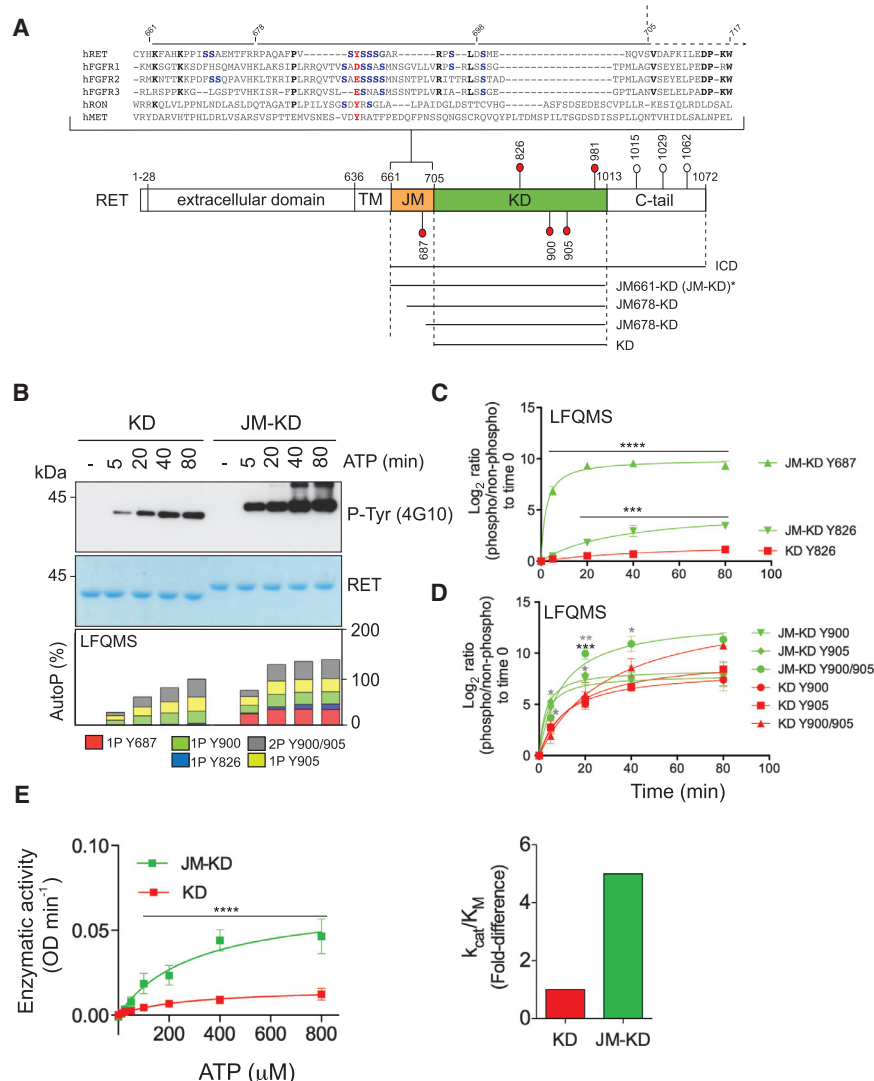 A
661
678
698
705
717
hRET CYHKFAHKPPISSAEMTFRRPAQAFPV-------SYSSSGAR------RPS--LDSME--------------NQVSVDAFKILEDP-KW
hFGFR1
hFGFR2
hFGFR3
hRON
hMET
826
981
1015
1029
1062
1-28
636
661
705
1013
1072
RET
extracellular domain
TM
JM
KD
C-tail
687
900
905
ICD
JM661-KD (JM-KD)*
JM678-KD
JM678-KD
KD
B
KD JM-KD
- 5 20 40 80 - 5 20 40 80 ATP (min)
kDa
45
P-Tyr (4G10)
45
RET
LFQMS
AutoP (%)
200
100
0
1P Y687 1P Y900 2P Y900/905
1P Y826 1P Y905
C
LFQMS
Log2 ratio
(phospho/non-phospho)
to time 0
15
10
5
0
****
***
JM-KD Y687
JM-KD Y826
KD Y826
0 20 40 60 80 100
D
LFQMS
Log2 ratio
(phospho/non-phospho)
to time 0
15
10
5
0
**
***
*
*
*
*
JM-KD Y900
JM-KD Y905
JM-KD Y900/905
KD Y900
KD Y905
KD Y900/905
0 20 40 60 80 100
Time (min)
E
Enzymatic activity
(OD min-1)
0.10
0.05
0.00
JM-KD
KD
****
200 400 600 800
ATP (µM)
kcat/KM
(Fold-difference)
6
4
2
0
KD JM-KD